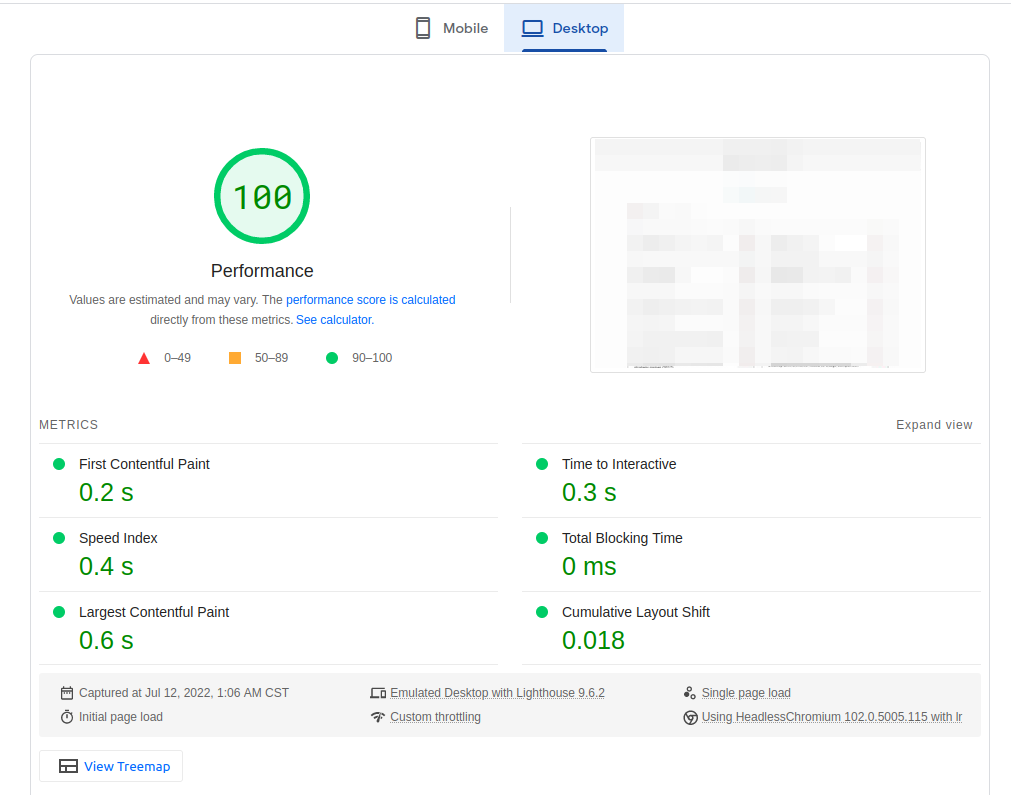 Mobile
Desktop
100
Performance
Values are estimated and may vary. The performance score is calculated
directly from these metrics. See calculator.
0–49
50–89
90–100
METRICS
Expand view
First Contentful Paint
0.2 s
Time to Interactive
0.3 s
Speed Index
0.4 s
Total Blocking Time
0 ms
Largest Contentful Paint
0.6 s
Cumulative Layout Shift
0.018
Captured at Jul 12, 2022, 1:06 AM CST
Emulated Desktop with Lighthouse 9.6.2
Single page load
Initial page load
Custom throttling
Using HeadlessChromium 102.0.5005.115 with lr
View Treemap